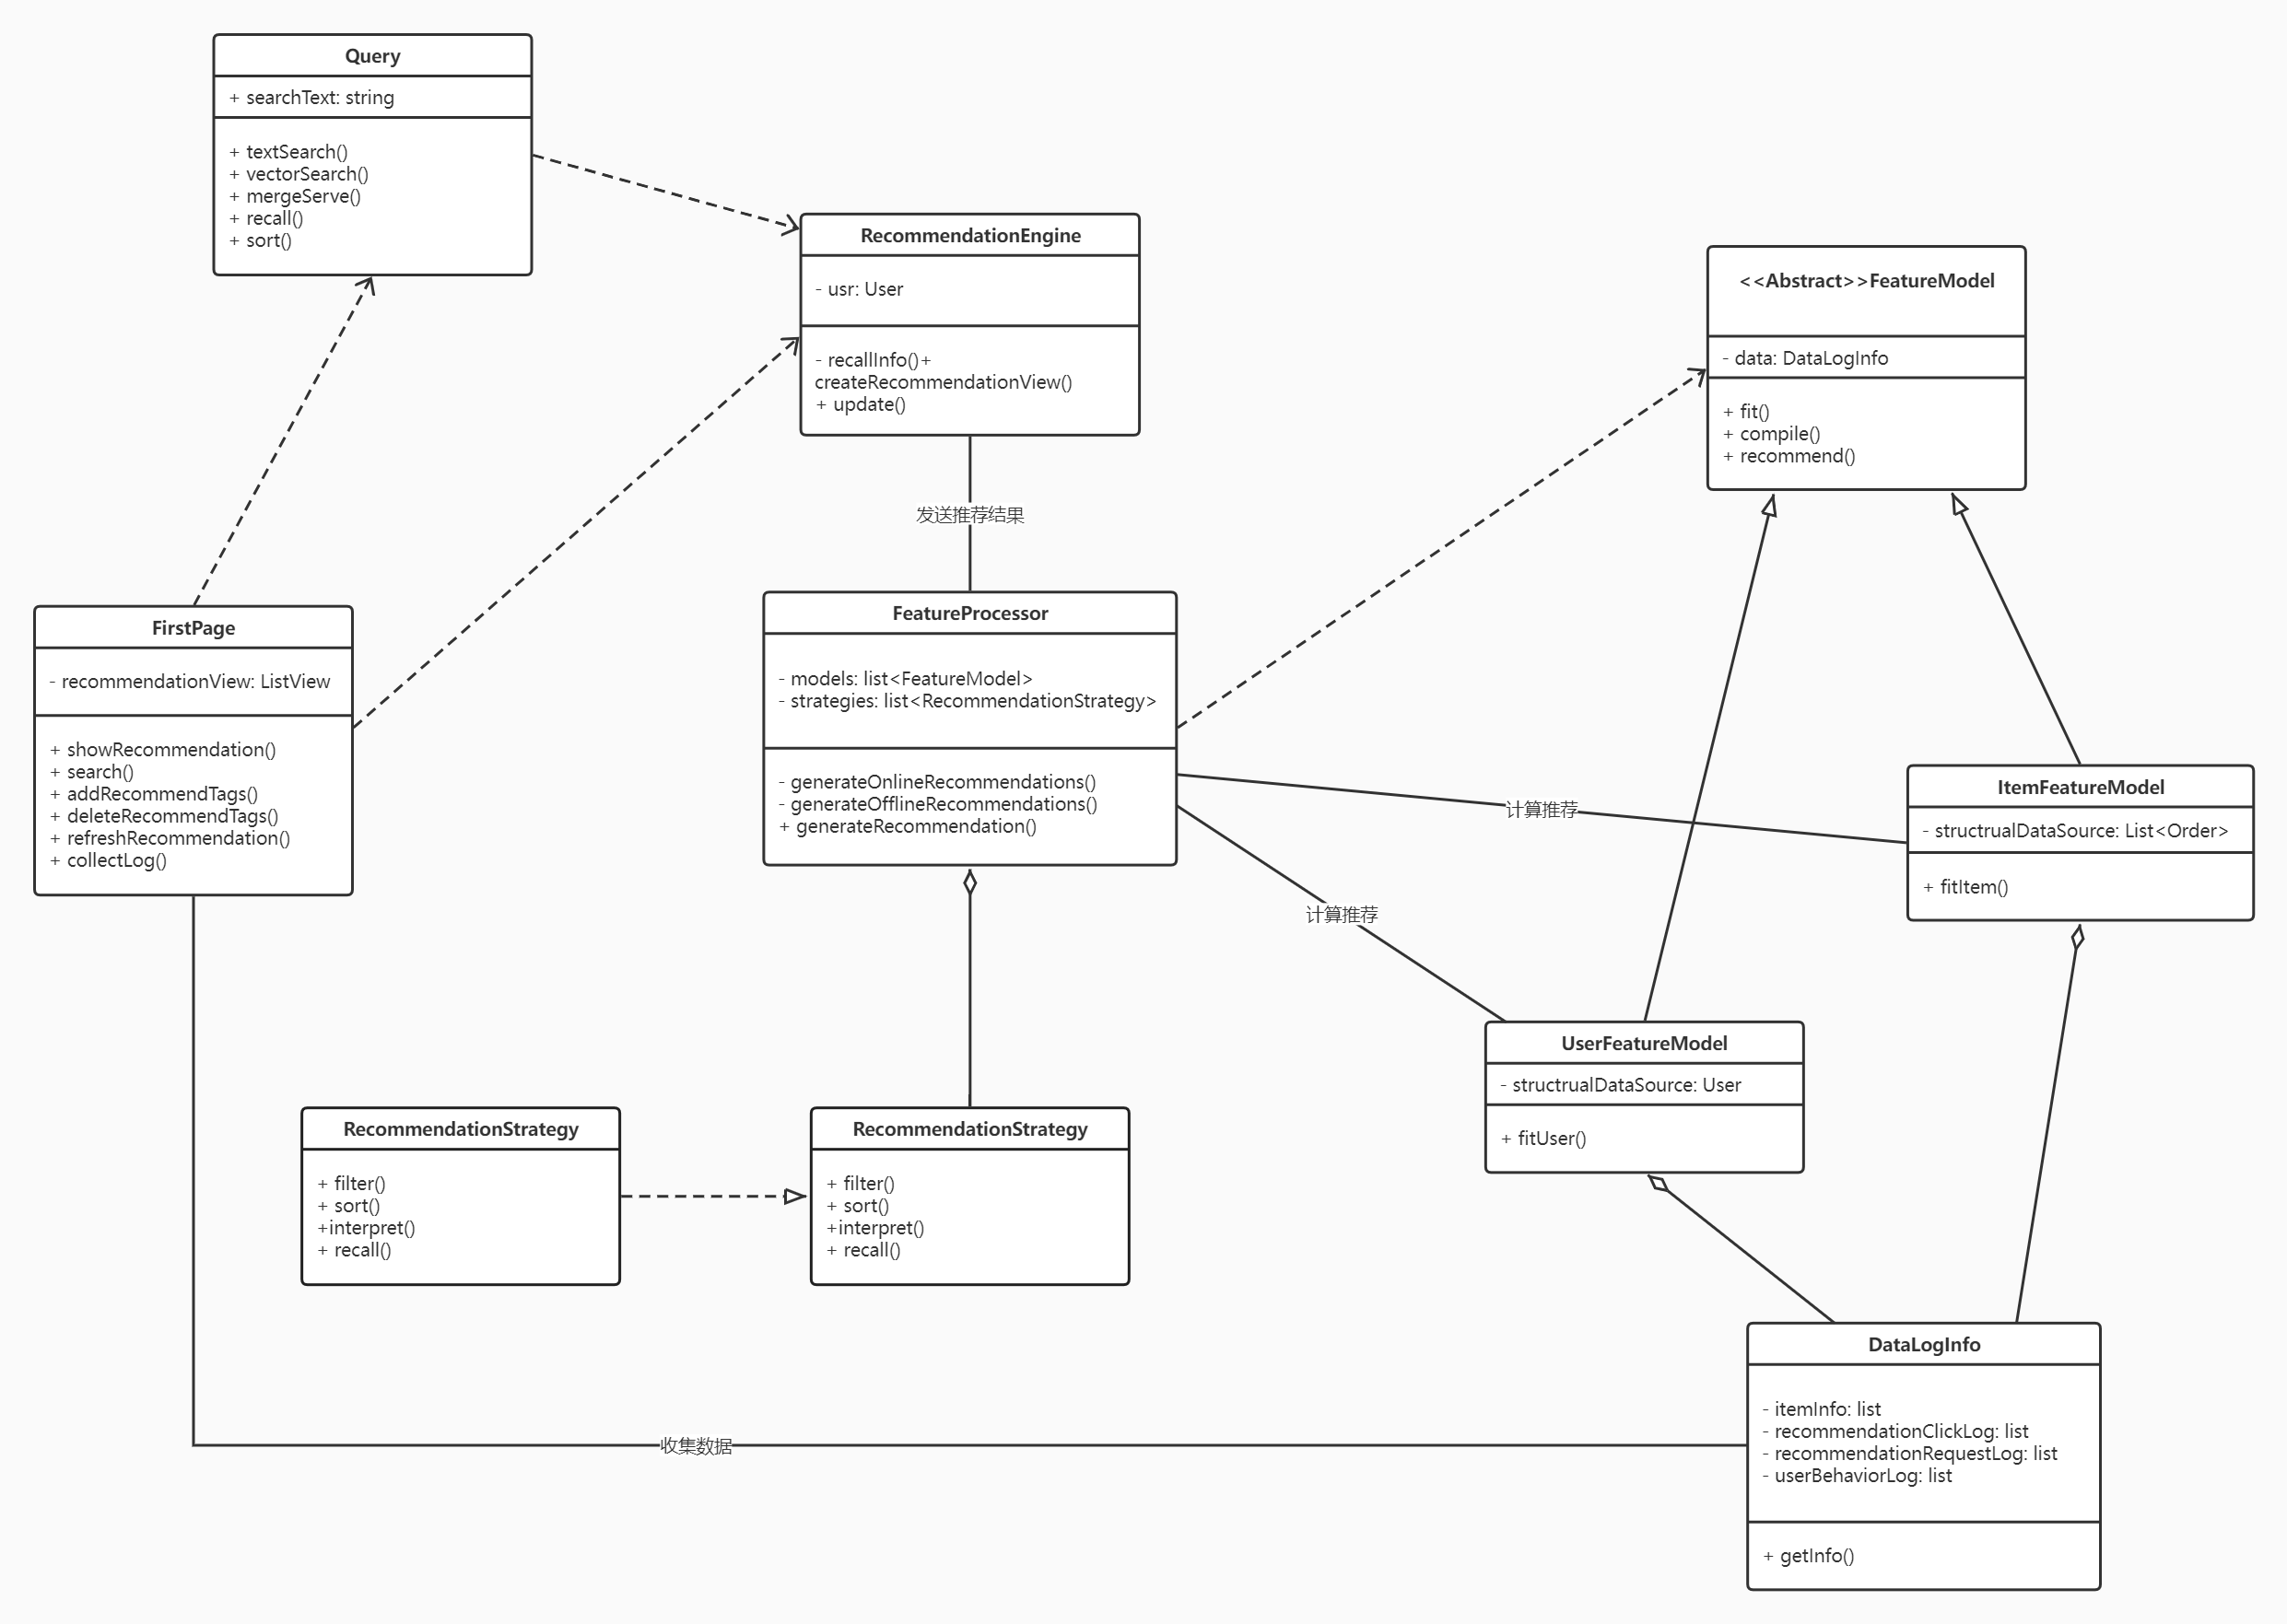 Query
+ searchText: string
+ textSearch()
+ vectorSearch()
+ mergeServe()
+ recall()
+ sort()
RecommendationEngine
- usr: User
- recallInfo()+
createRecommendationView()
+ update()
<<Abstract>>FeatureModel
- data: DataLogInfo
+ fit()
+ compile()
+ recommend()
发送推荐结果
FirstPage
- recommendationView: ListView
+ showRecommendation()
+ search()
+ addRecommendTags()
+ deleteRecommendTags()
+ refreshRecommendation()
+ collectLog()
FeatureProcessor
- models: list<FeatureModel>
- strategies: list<RecommendationStrategy>
- generateOnlineRecommendations()
- generateOfflineRecommendations()
+ generateRecommendation()
计算推荐
ItemFeatureModel
- structrualDataSource: List<Order>
+ fitItem()
计算推荐
UserFeatureModel
- structrualDataSource: User
+ fitUser()
RecommendationStrategy
+ filter()
+ sort()
+interpret()
+ recall()
RecommendationStrategy
+ filter()
+ sort()
+interpret()
+ recall()
收集数据
DataLogInfo
- itemInfo: list
- recommendationClickLog: list
- recommendationRequestLog: list
- userBehaviorLog: list
+ getInfo()